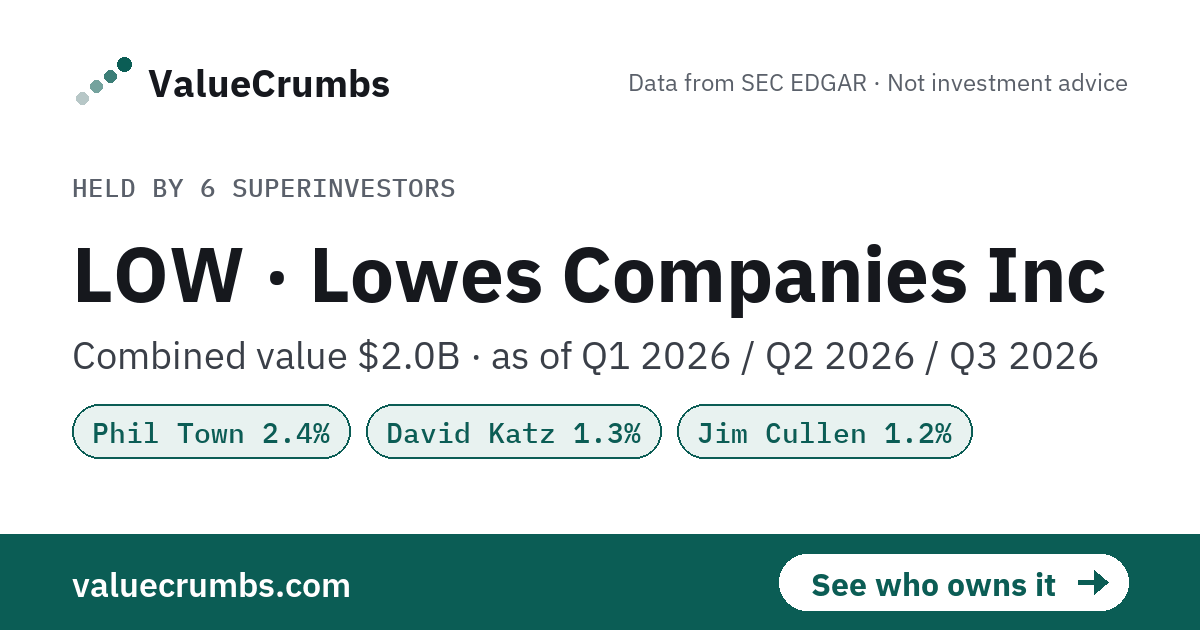 ValueCrumbs
Data from SEC EDGAR · Not investment advice
HELD BY 6 SUPERINVESTORS
LOW · Lowes Companies Inc
Combined value $2.0B · as of Q1 2026 / Q2 2026 / Q3 2026
Phil Town 2.4% David Katz 1.3% Jim Cullen 1.2%
valuecrumbs.com
See who owns it →